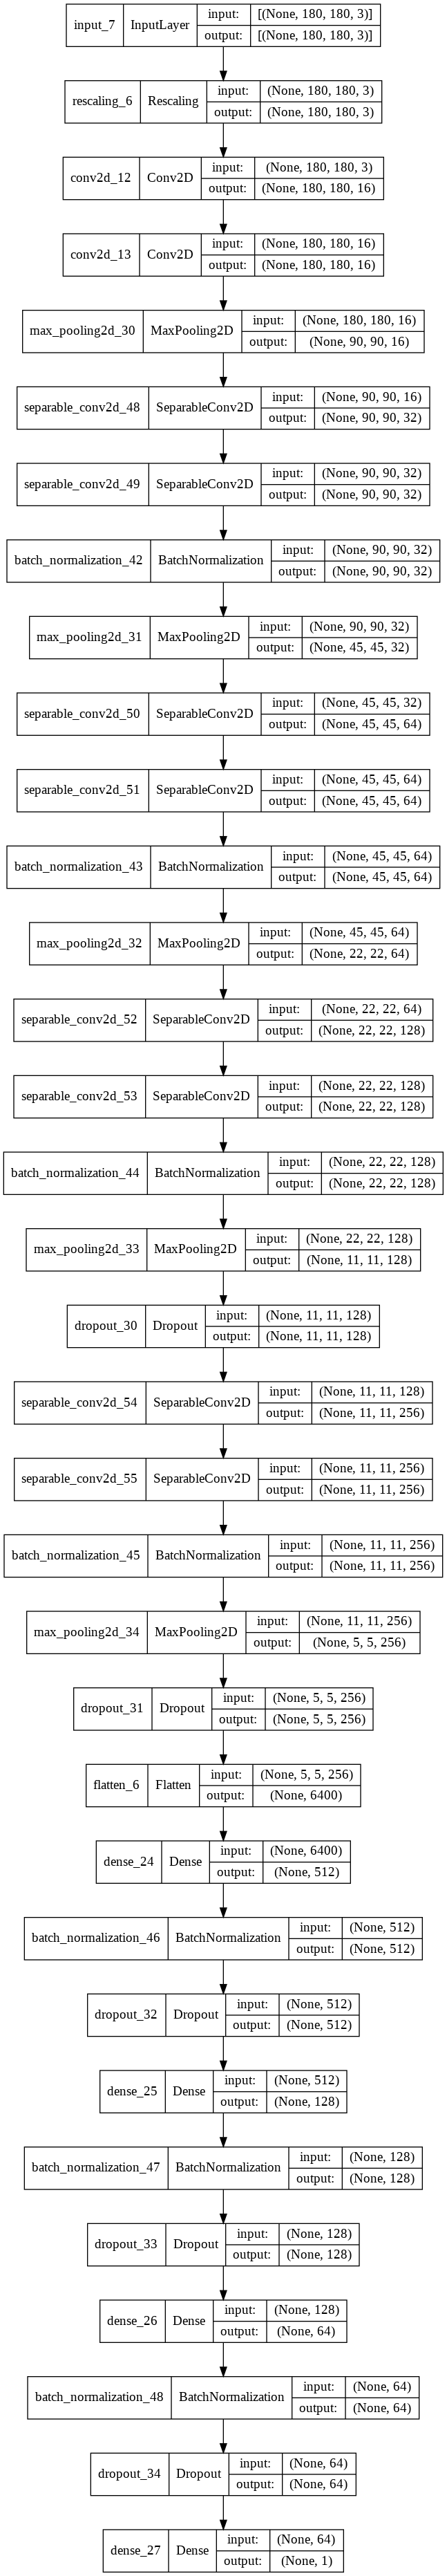 input_7 InputLayer input: [(None, 180, 180, 3)]
output: [(None, 180, 180, 3)]
rescaling_6 Rescaling input: (None, 180, 180, 3)
output: (None, 180, 180, 3)
conv2d_12 Conv2D input: (None, 180, 180, 3)
output: (None, 180, 180, 16)
conv2d_13 Conv2D input: (None, 180, 180, 16)
output: (None, 180, 180, 16)
max_pooling2d_30 MaxPooling2D input: (None, 180, 180, 16)
output: (None, 90, 90, 16)
separable_conv2d_48 SeparableConv2D input: (None, 90, 90, 16)
output: (None, 90, 90, 32)
separable_conv2d_49 SeparableConv2D input: (None, 90, 90, 32)
output: (None, 90, 90, 32)
batch_normalization_42 BatchNormalization input: (None, 90, 90, 32)
output: (None, 90, 90, 32)
max_pooling2d_31 MaxPooling2D input: (None, 90, 90, 32)
output: (None, 45, 45, 32)
separable_conv2d_50 SeparableConv2D input: (None, 45, 45, 32)
output: (None, 45, 45, 64)
separable_conv2d_51 SeparableConv2D input: (None, 45, 45, 64)
output: (None, 45, 45, 64)
batch_normalization_43 BatchNormalization input: (None, 45, 45, 64)
output: (None, 45, 45, 64)
max_pooling2d_32 MaxPooling2D input: (None, 45, 45, 64)
output: (None, 22, 22, 64)
separable_conv2d_52 SeparableConv2D input: (None, 22, 22, 64)
output: (None, 22, 22, 128)
separable_conv2d_53 SeparableConv2D input: (None, 22, 22, 128)
output: (None, 22, 22, 128)
batch_normalization_44 BatchNormalization input: (None, 22, 22, 128)
output: (None, 22, 22, 128)
max_pooling2d_33 MaxPooling2D input: (None, 22, 22, 128)
output: (None, 11, 11, 128)
dropout_30 Dropout input: (None, 11, 11, 128)
output: (None, 11, 11, 128)
separable_conv2d_54 SeparableConv2D input: (None, 11, 11, 128)
output: (None, 11, 11, 256)
separable_conv2d_55 SeparableConv2D input: (None, 11, 11, 256)
output: (None, 11, 11, 256)
batch_normalization_45 BatchNormalization input: (None, 11, 11, 256)
output: (None, 11, 11, 256)
max_pooling2d_34 MaxPooling2D input: (None, 11, 11, 256)
output: (None, 5, 5, 256)
dropout_31 Dropout input: (None, 5, 5, 256)
output: (None, 5, 5, 256)
flatten_6 Flatten input: (None, 5, 5, 256)
output: (None, 6400)
dense_24 Dense input: (None, 6400)
output: (None, 512)
batch_normalization_46 BatchNormalization input: (None, 512)
output: (None, 512)
dropout_32 Dropout input: (None, 512)
output: (None, 512)
dense_25 Dense input: (None, 512)
output: (None, 128)
batch_normalization_47 BatchNormalization input: (None, 128)
output: (None, 128)
dropout_33 Dropout input: (None, 128)
output: (None, 128)
dense_26 Dense input: (None, 128)
output: (None, 64)
batch_normalization_48 BatchNormalization input: (None, 64)
output: (None, 64)
dropout_34 Dropout input: (None, 64)
output: (None, 64)
dense_27 Dense input: (None, 64)
output: (None, 1)